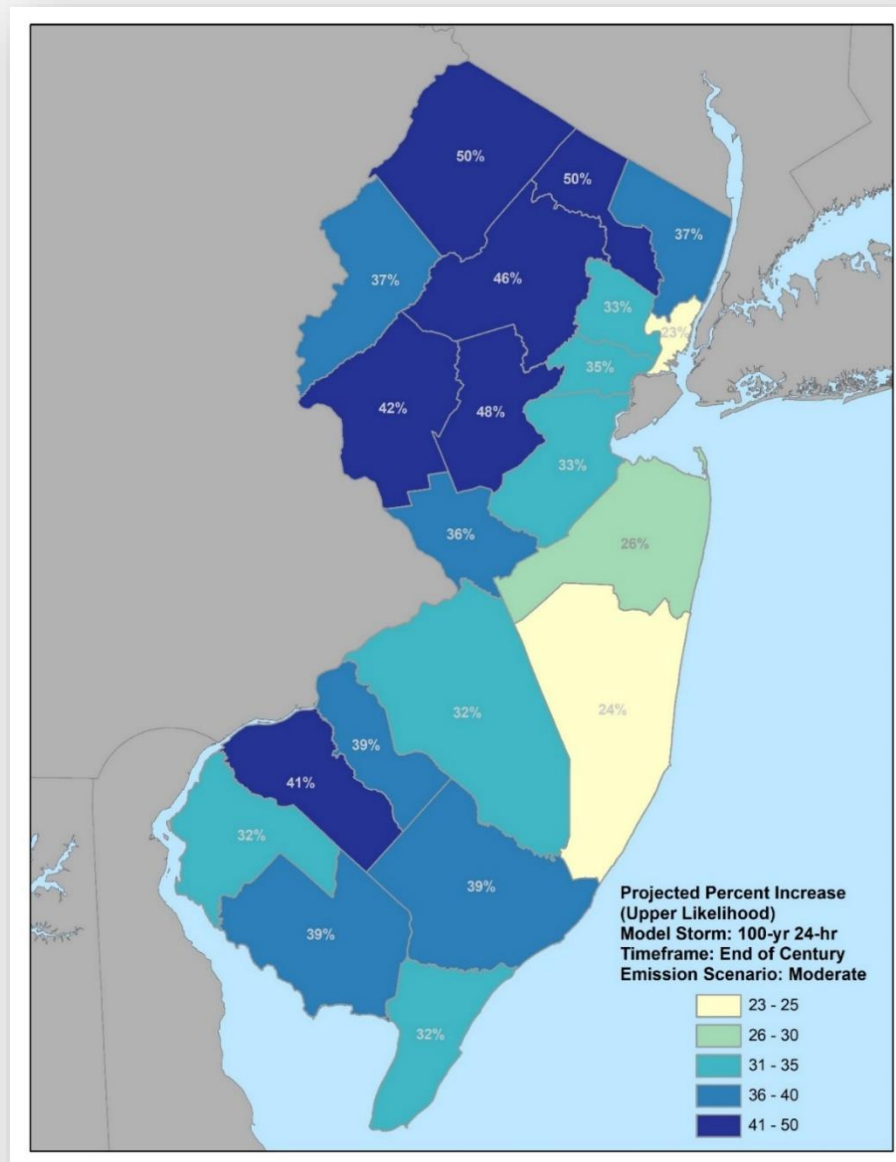 50%
50%
37%
46%
37%
33%
23%
35%
42%
48%
33%
36%
26%
32%
24%
39%
41%
32%
39%
39%
32%
Projected Percent Increase
(Upper Likelihood)
Model Storm: 100-yr 24-hr
Timeframe: End of Century
Emission Scenario: Moderate
23 - 25
26 - 30
31 - 35
36 - 40
41 - 50